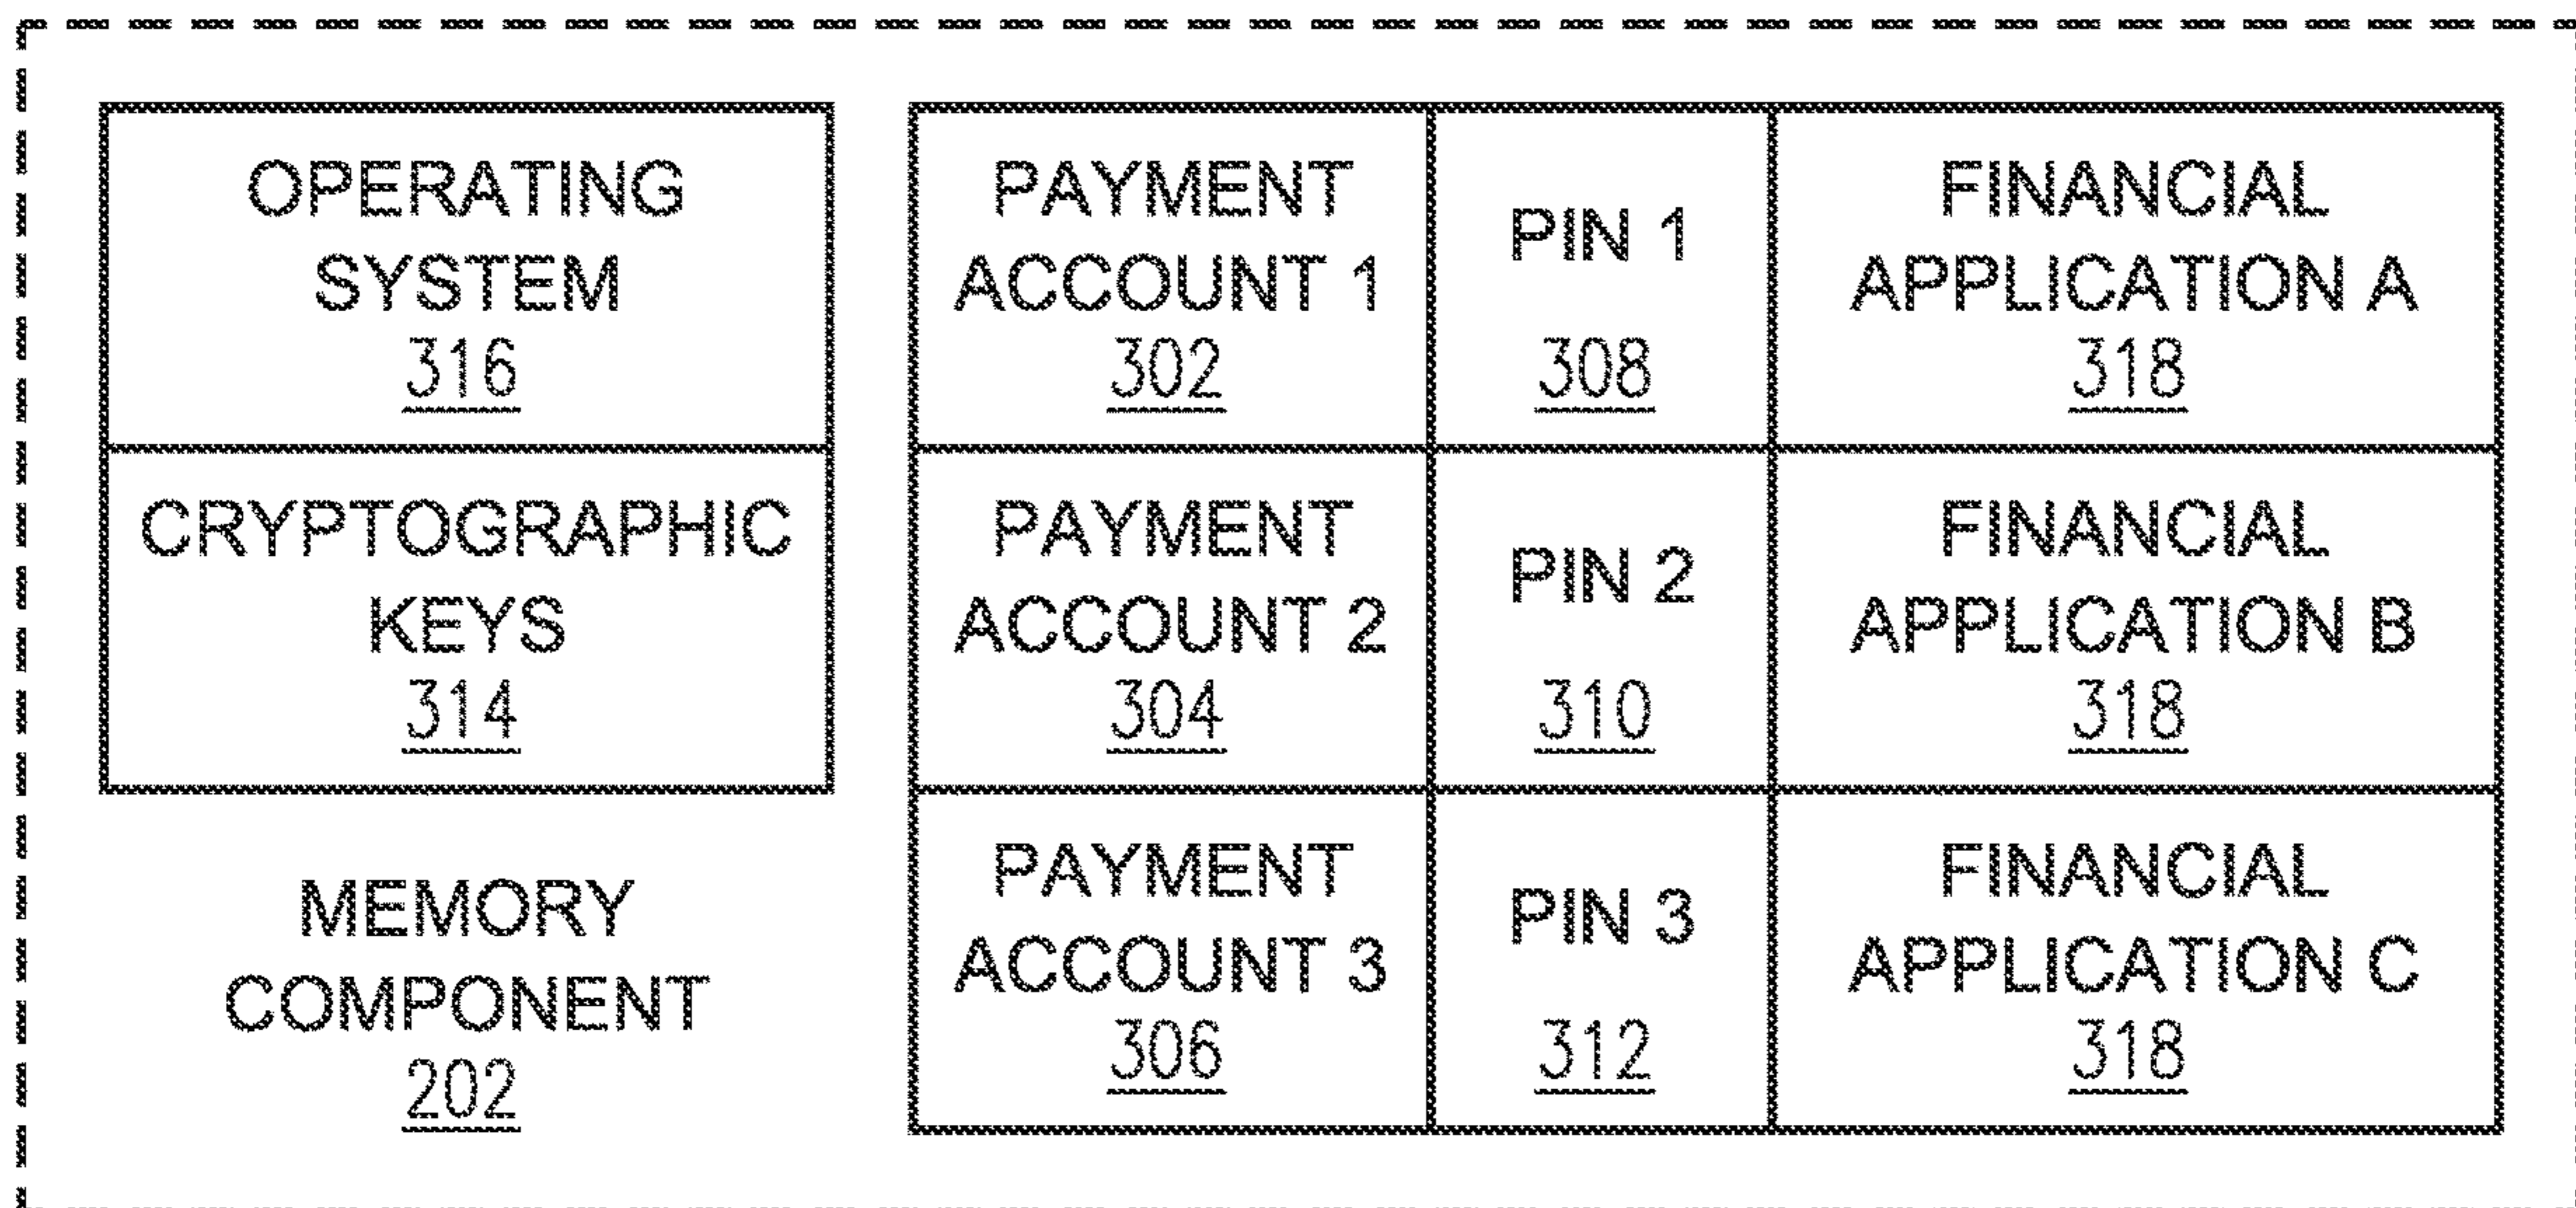 OPERATING
SYSTEM
316
CRYPTOGRAPHIC
KEYS
314
MEMORY
COMPONENT
202
PAYMENT
ACCOUNT 1
302
PIN 1
308
FINANCIAL
APPLICATION A
318
PAYMENT
ACCOUNT 2
304
PIN 2
310
FINANCIAL
APPLICATION B
318
PAYMENT
ACCOUNT 3
306
PIN 3
312
FINANCIAL
APPLICATION C
318